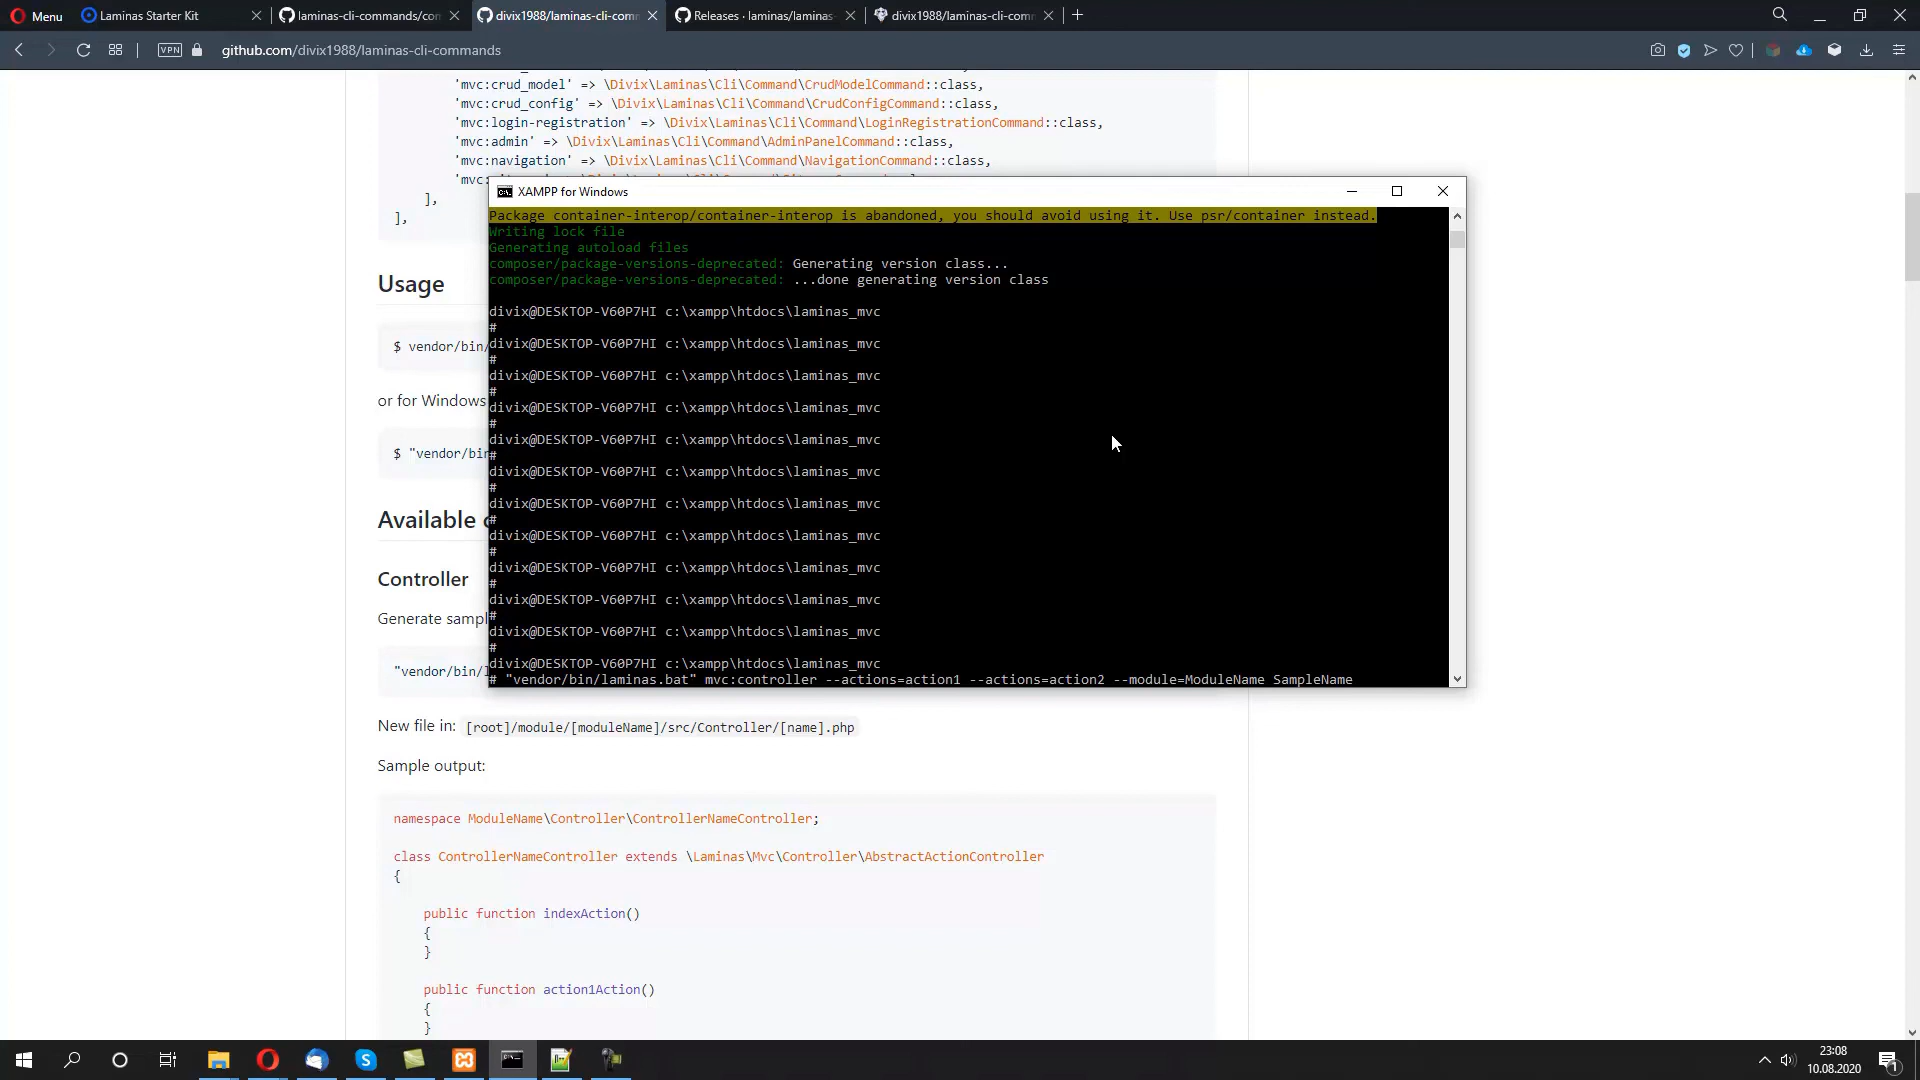 Menu
Laminas Starter Kit
laminas-cli-commands/co
divix1988/laminas-cli-com
Releases · laminas/laminas-
divix1988/laminas-cli-com
VPN
github.com/divix1988/laminas-cli-commands
'mvc:crud_model' => \Divix\Laminas\Cli\Command\CrudModelCommand::class,
'mvc:crud_config' => \Divix\Laminas\Cli\Command\CrudConfigCommand::class,
'mvc:login-registration' => \Divix\Laminas\Cli\Command\LoginRegistrationCommand::class,
'mvc:admin' => \Divix\Laminas\Cli\Command\AdminPanelCommand::class,
'mvc:navigation' => \Divix\Laminas\Cli\Command\NavigationCommand::class,
'mvc:
],
],
XAMPP for Windows
Package container-interop/container-interop is abandoned, you should avoid using it. Use psr/container instead.
Writing lock file
Generating autoload files
composer/package-versions-deprecated: Generating version class...
composer/package-versions-deprecated: ...done generating version class
divix@DESKTOP-V60P7HI c:\xampp\htdocs\laminas_mvc
#
divix@DESKTOP-V60P7HI c:\xampp\htdocs\laminas_mvc
#
divix@DESKTOP-V60P7HI c:\xampp\htdocs\laminas_mvc
#
divix@DESKTOP-V60P7HI c:\xampp\htdocs\laminas_mvc
#
divix@DESKTOP-V60P7HI c:\xampp\htdocs\laminas_mvc
#
divix@DESKTOP-V60P7HI c:\xampp\htdocs\laminas_mvc
#
divix@DESKTOP-V60P7HI c:\xampp\htdocs\laminas_mvc
#
divix@DESKTOP-V60P7HI c:\xampp\htdocs\laminas_mvc
#
divix@DESKTOP-V60P7HI c:\xampp\htdocs\laminas_mvc
#
divix@DESKTOP-V60P7HI c:\xampp\htdocs\laminas_mvc
#
divix@DESKTOP-V60P7HI c:\xampp\htdocs\laminas_mvc
#
divix@DESKTOP-V60P7HI c:\xampp\htdocs\laminas_mvc
# "vendor/bin/laminas.bat" mvc:controller --actions=action1 --actions=action2 --module=ModuleName SampleName
Usage
$ vendor/bin/
or for Windows
$ "vendor/bin
Available
Controller
Generate sampl
"vendor/bin/l
New file in: [root]/module/[moduleName]/src/Controller/[name].php
Sample output:
namespace ModuleName\Controller\ControllerNameController;
class ControllerNameController extends \Laminas\Mvc\Controller\AbstractActionController
{
public function indexAction()
{
}
public function action1Action()
{
}
23:08
10.08.2020
1